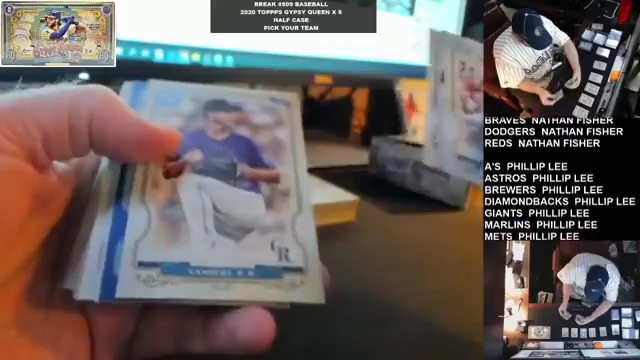 BREAK #509 BASEBALL
2020 TOPPPS GYPSY QUEEN X 5
HALF CASE
PICK YOUR TEAM
BRAVES NATHAN FISHER
DODGERS NATHAN FISHER
REDS NATHAN FISHER
A'S PHILLIP LEE
ASTROS PHILLIP LEE
BREWERS PHILLIP LEE
DIAMONDBACKS PHILLIP LEE
GIANTS PHILLIP LEE
MARLINS PHILLIP LEE
METS PHILLIP LEE
CR